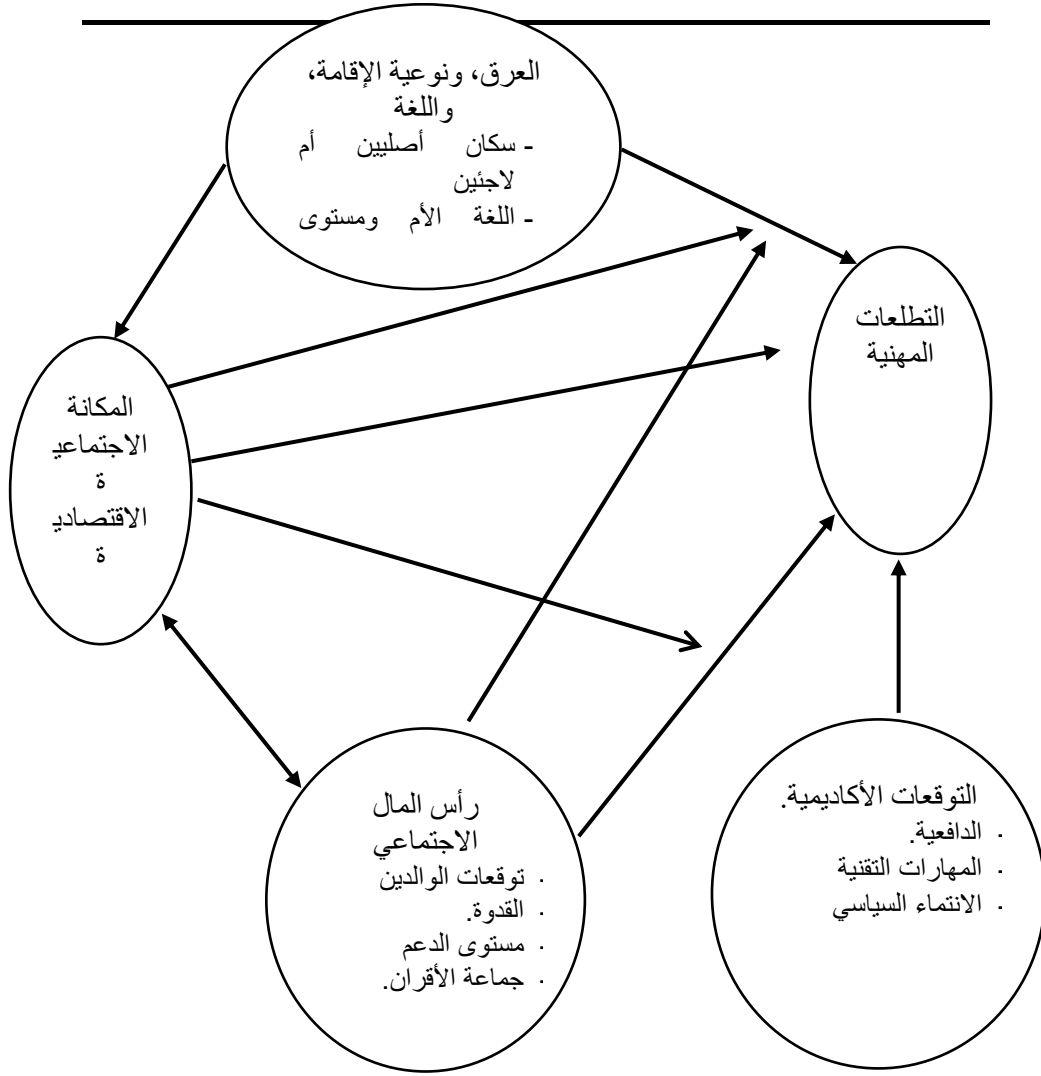 العرق، ونوعية الإقامة،
واللغة
- سكان أصليين أم
لاجئين
- اللغة الأم ومستوى
التطلعات
المهنية
المكانة
الاجتماعي
ة
الاقتصادي
ة
رأس المال
الاجتماعي
· توقعات الوالدين
· القدوة.
· مستوى الدعم
· جماعة الأقران.
التوقعات الأكاديمية.
· الدافعية.
· المهارات التقنية
· الانتماء السياسي